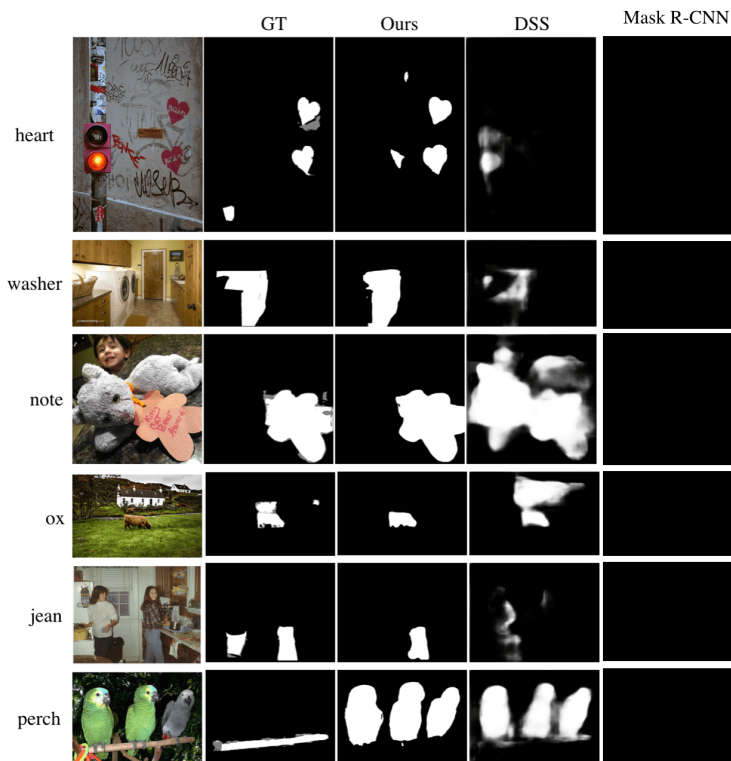 GT Ours DSS Mask R-CNN
heart
washer
note
ox
jean
perch